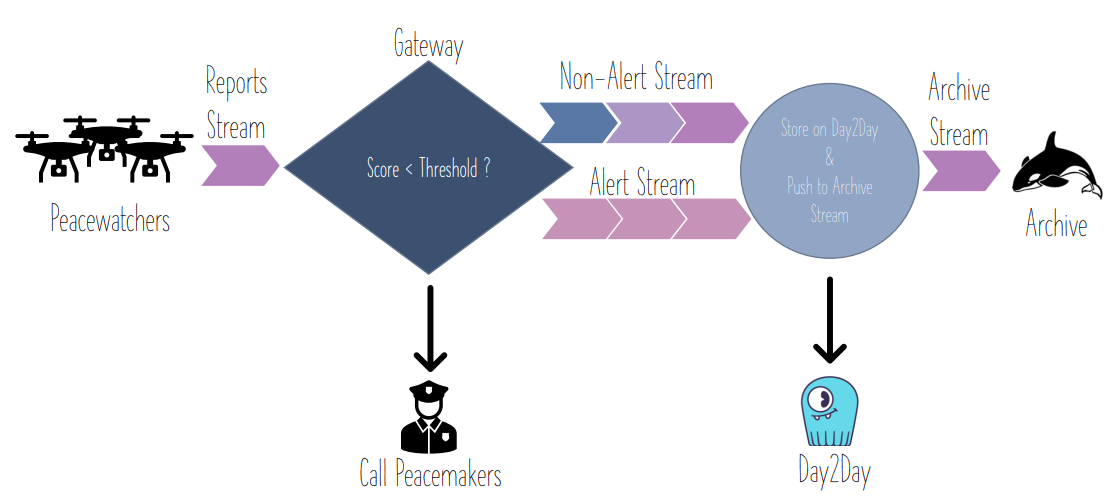 Gateway
Reports
Stream
Non-Alert Stream
Archive
Stream
Score < Threshold ?
Store on Day2Day
&
Push to Archive
Stream
Alert Stream
Peacewatchers
Archive
Call Peacemakers
Day2Day